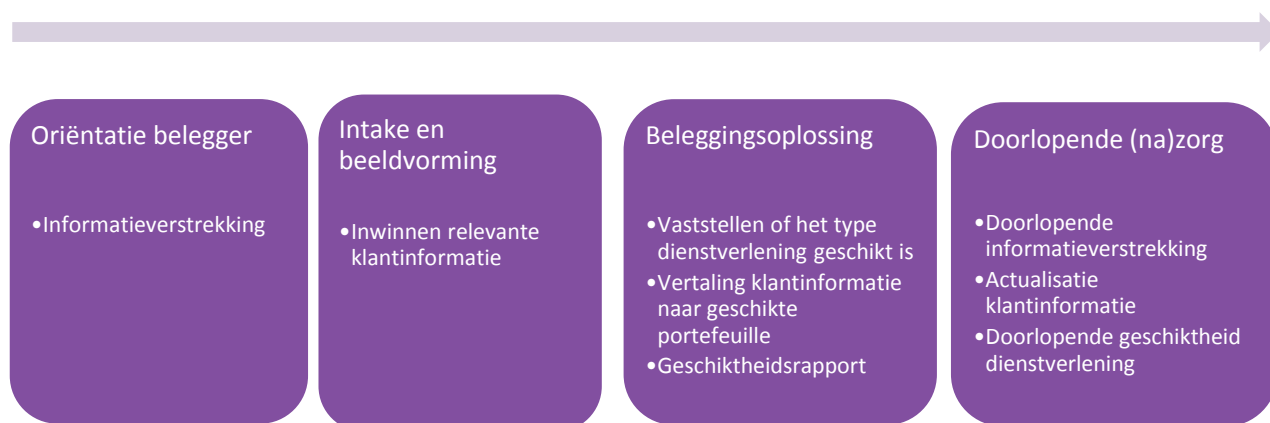 Oriëntatie belegger
•Informatieverstrekking
Intake en
beeldvorming
•Inwinnen relevante
klantinformatie
Beleggingsoplossing
•Vaststellen of het type
dienstverlening geschikt is
•Vertaling klantinformatie
naar geschikte
portefeuille
•Geschiktheidsrapport
Doorlopende (na)zorg
•Doorlopende
informatieverstrekking
•Actualisatie
klantinformatie
•Doorlopende geschiktheid
dienstverlening